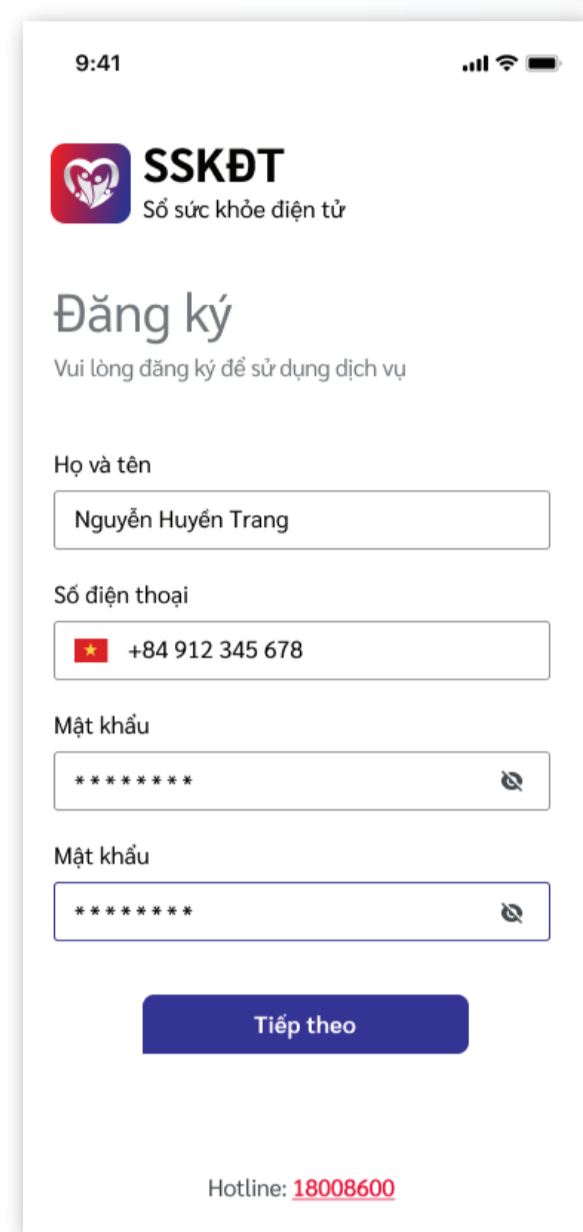 9:41
SSKĐT
Sổ sức khỏe điện tử
Đăng ký
Vui lòng đăng ký để sử dụng dịch vụ
Họ và tên
Nguyễn Huyền Trang
Số điện thoại
+84 912 345 678
Mật khẩu
********
Mật khẩu
********
Tiếp theo
Hotline: 18008600